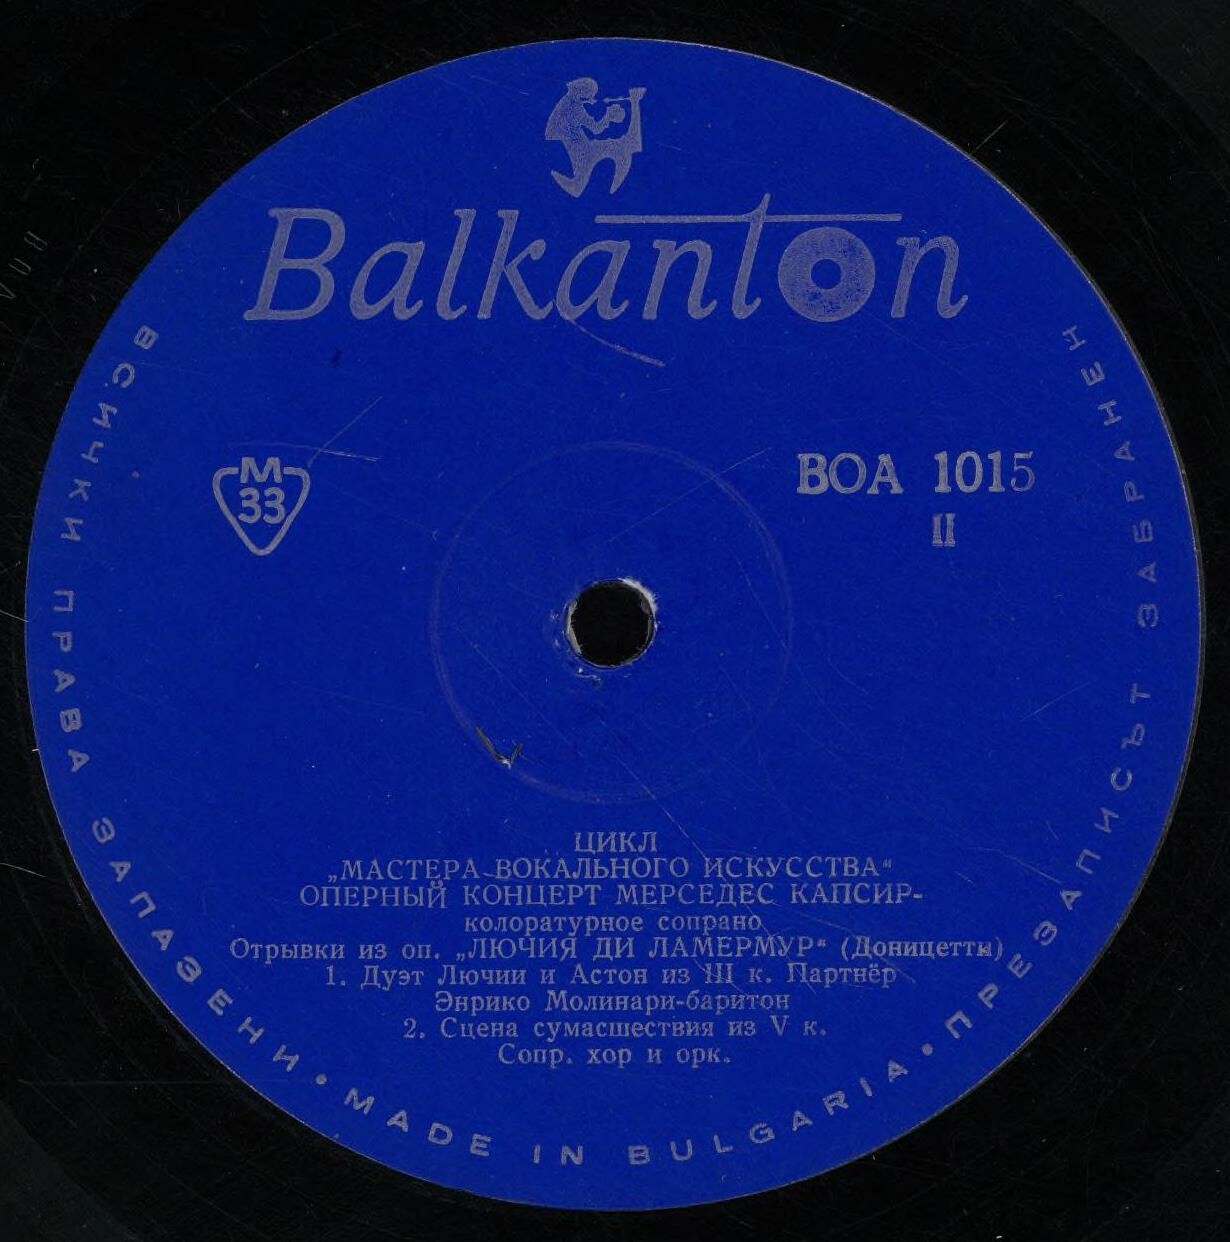 Balkanton
M
33
BOA 1015
II
ЦИКЛ
„МАСТЕРА-ВОКАЛЬНОГО ИСКУССТВА“
ОПЕРНЫЙ КОНЦЕРТ МЕРСЕДЕС КАПСИР-
колоратурное сопрано
Отрывки из оп. „ЛЮЧИЯ ДИ ЛАМЕРМУР“ (Доницетти)
1. Дуэт Лючии и Астон из III к. Партнёр
Энрико Молинари-баритон
2. Сцена сумасшествия из V к.
Сопр. хор и орк.
ВСИЧКИ ПРАВА ЗАПАЗЕНИ • MADE IN BULGARIA • ПРЕЗАПИСЪТ ЗАБРАНЕН